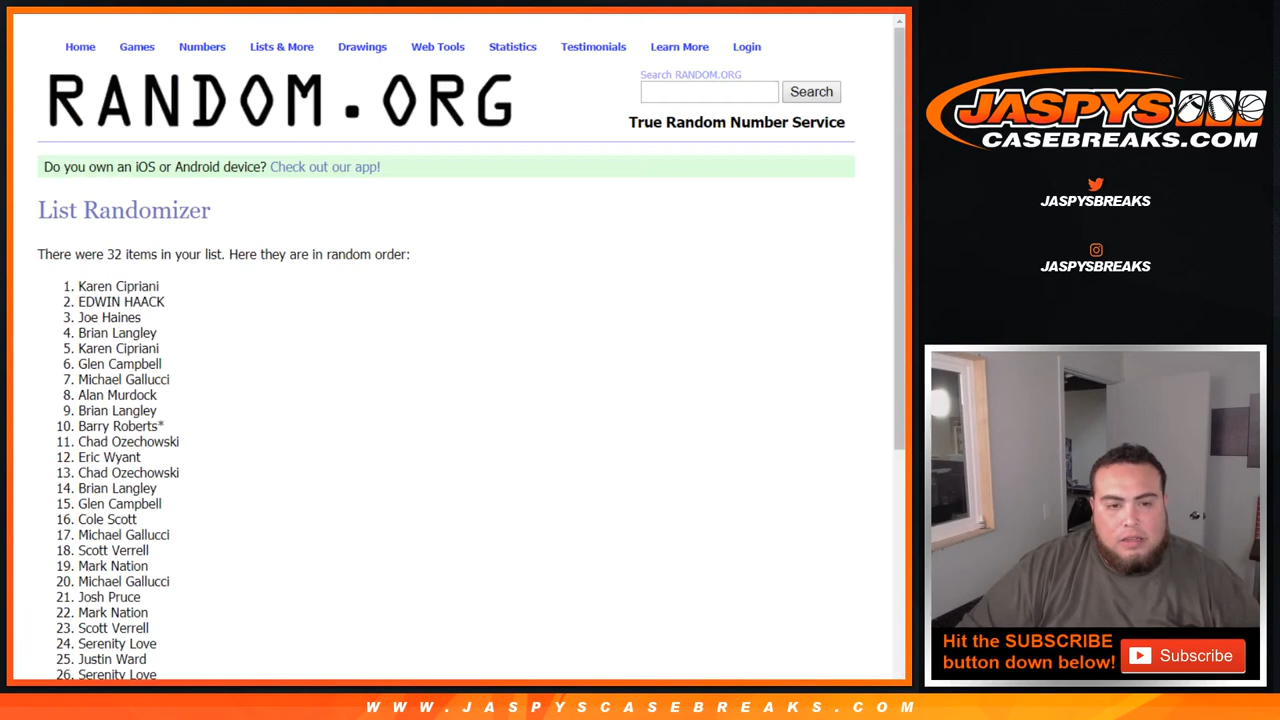 Home Games Numbers Lists & More Drawings Web Tools Statistics Testimonials Learn More Login
RANDOM.ORG
Search RANDOM.ORG
Search
True Random Number Service
Do you own an iOS or Android device? Check out our app!
List Randomizer
There were 32 items in your list. Here they are in random order:
1. Karen Cipriani
2. EDWIN HAACK
3. Joe Haines
4. Brian Langley
5. Karen Cipriani
6. Glen Campbell
7. Michael Gallucci
8. Alan Murdock
9. Brian Langley
10. Barry Roberts*
11. Chad Ozechowski
12. Eric Wyant
13. Chad Ozechowski
14. Brian Langley
15. Glen Campbell
16. Cole Scott
17. Michael Gallucci
18. Scott Verrell
19. Mark Nation
20. Michael Gallucci
21. Josh Pruce
22. Mark Nation
23. Scott Verrell
24. Serenity Love
25. Justin Ward
26. Serenity Love
JASPYS
CASEBREAKS.COM
JASPYSBREAKS
JASPYSBREAKS
Hit the SUBSCRIBE
button down below!
Subscribe
WWW.JASPYSCASEBREAKS.COM